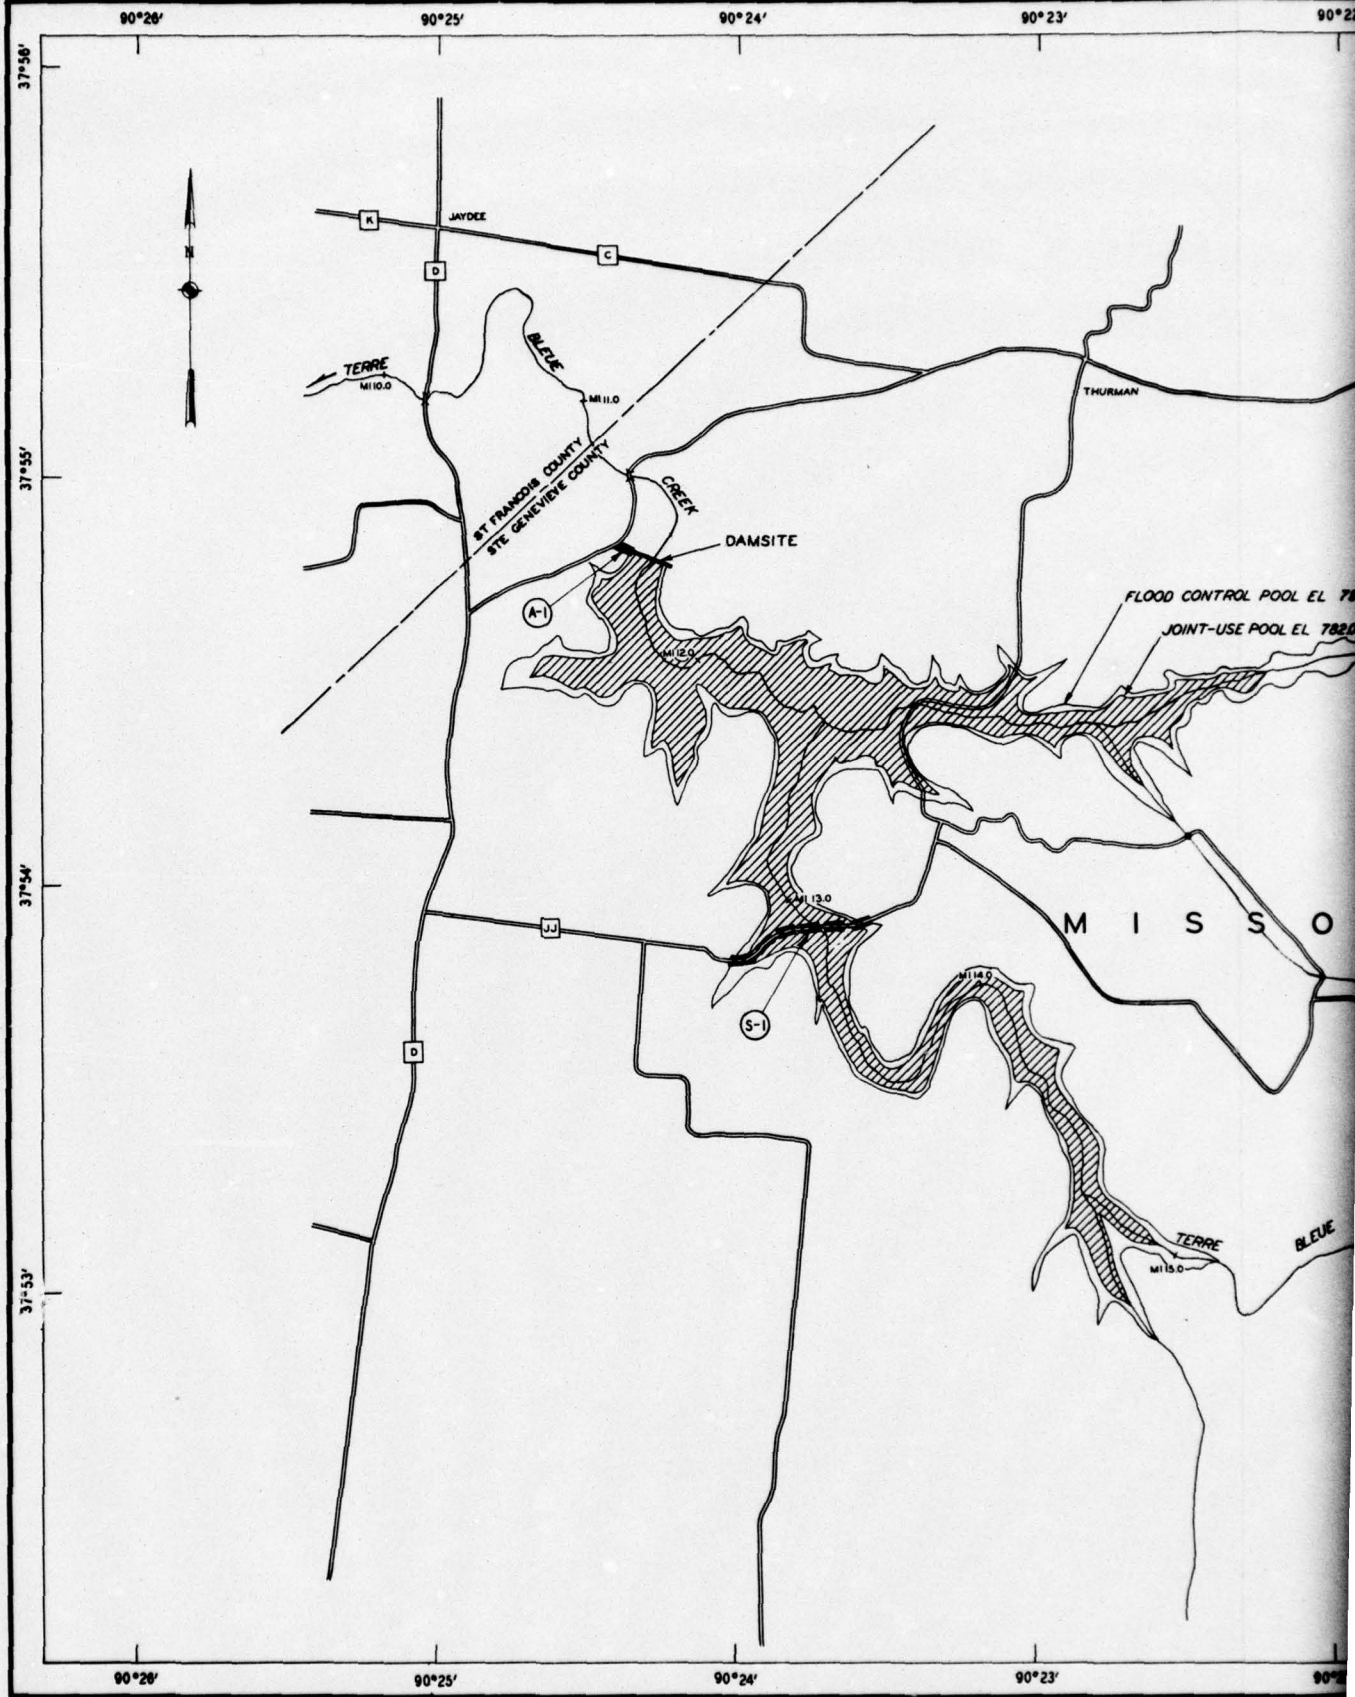 90°26' 90°25' 90°24' 90°23'
37°56'
K
JAYDEE
N
C
D
BLEUE
TERRE
MI 10.0
MI 11.0
THURMAN
37°55'
ST FRANCOIS COUNTY
STE GENEVIEVE COUNTY
CREEK
DAMSITE
A-1
FLOOD CONTROL POOL EL
JOINT-USE POOL EL 782.0
MI 12.0
37°54'
MI 13.0
M I S S O
JJ
MI 14.0
S-1
D
TERRE
BLEUE
MI 15.0
37°53'
90°26' 90°25' 90°24' 90°23'